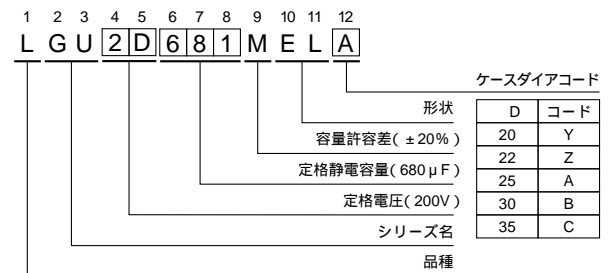 1 2 3 4 5 6 7 8 9 10 11 12
L G U 2 D 6 8 1 M E L A
ケースダイアコード
形状
容量許容差(±20%)
定格静電容量(680μF)
定格電圧(200V)
シリーズ名
品種
D コード
20 Y
22 Z
25 A
30 B
35 C